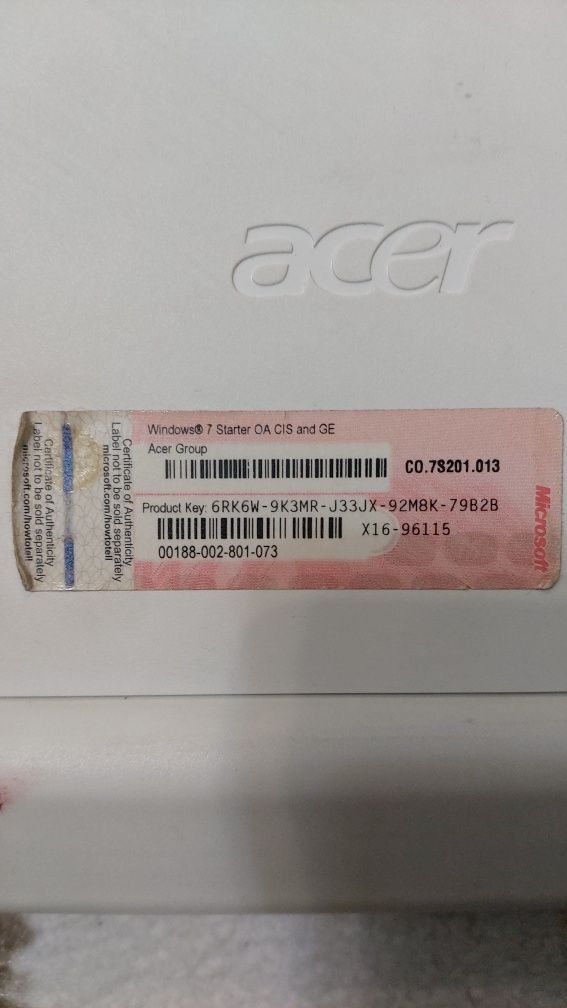 acer
Certificate of Authenticity
Label not to be sold separately
microsoft.com/howtotell
Certificate of Authenticity
Label not to be sold separately
microsoft.com/howtotell
Windows® 7 Starter OA CIS and GE
Acer Group
CO.7S201.013
Product Key: 6RK6W-9K3MR-J33JX-92M8K-79B2B
X16-96115
00188-002-801-073
Microsoft